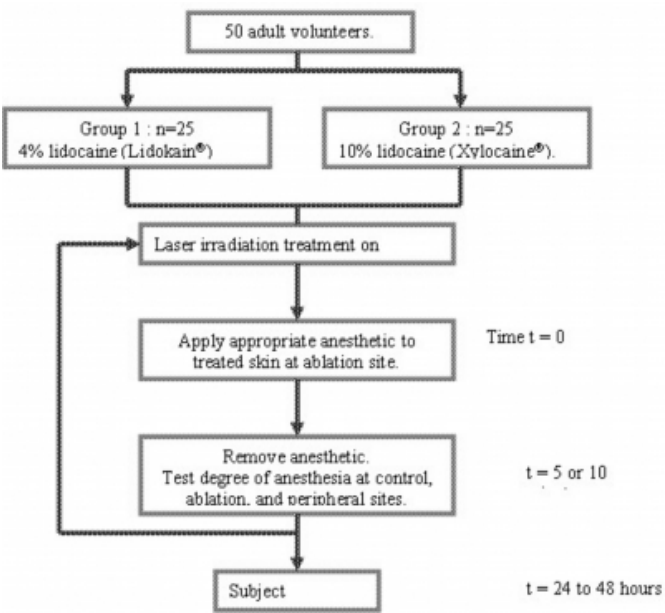 50 adult volunteers.
Group 1 : n=25
4% lidocaine (Lidokain®)
Group 2 : n=25
10% lidocaine (Xylocaine®).
Laser irradiation treatment on
Apply appropriate anesthetic to
treated skin at ablation site.
Time t = 0
Remove anesthetic.
Test degree of anesthesia at control,
ablation, and peripheral sites.
t = 5 or 10
Subject
t = 24 to 48 hours